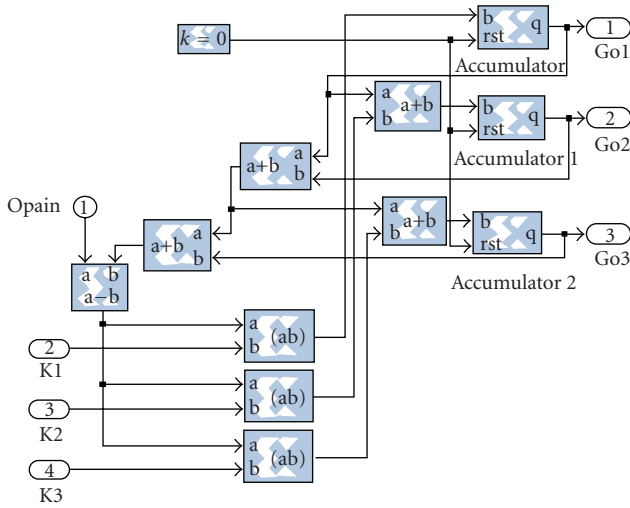 k = 0
b
rst
q
1
Go1
Accumulator
a
b
a+b
b
rst
q
2
Go2
Accumulator 1
a+b
a
b
Opain
1
a+b
a
b
a
b
a+b
b
rst
q
3
Go3
Accumulator 2
a b
a−b
2
K1
a
b
(ab)
3
K2
a
b
(ab)
4
K3
a
b
(ab)